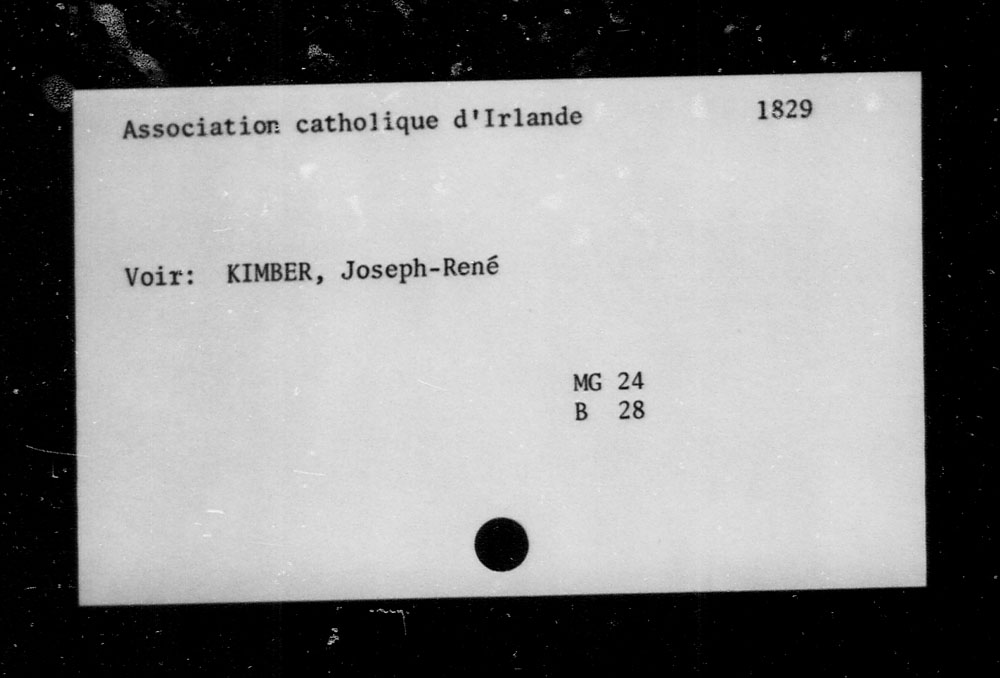 Association catholique d'Irlande 1829
Voir: KIMBER, Joseph-René
MG 24
B 28